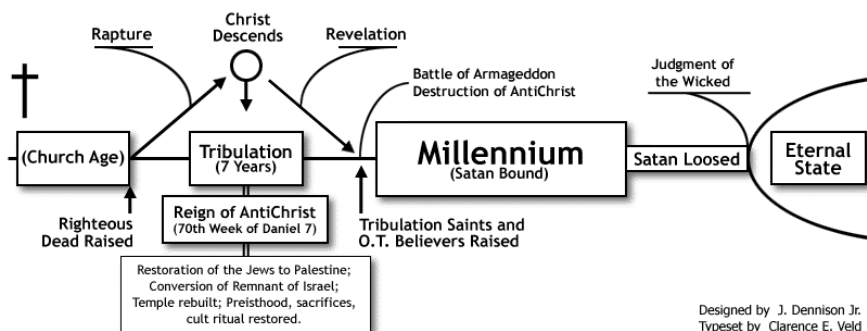 Christ
Descends
Rapture
Revelation
Judgment of
the Wicked
Battle of Armageddon
Destruction of AntiChrist
(Church Age)
Tribulation
(7 Years)
Millennium
(Satan Bound)
Satan Loosed
Eternal
State
Righteous
Dead Raised
Reign of AntiChrist
(70th Week of Daniel 7)
Tribulation Saints and
O.T. Believers Raised
Restoration of the Jews to Palestine;
Conversion of Remnant of Israel;
Temple rebuilt; Preisthood, sacrifices,
cult ritual restored.
Designed by J. Dennison Jr.
Typeset by Clarence E. Veld